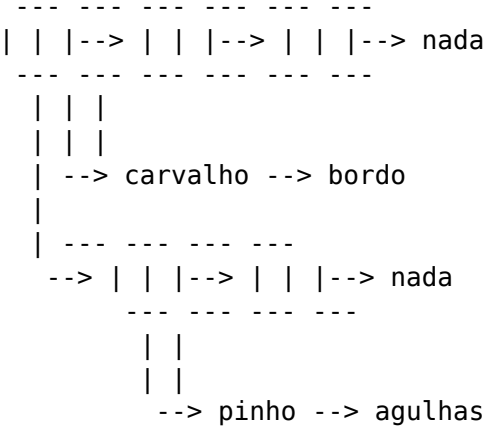 --- --- --- --- --- ---
| | |--> | | |--> | | |--> nada
--- --- --- --- --- ---
| | |
| | |
| --> carvalho --> bordo
|
| --- --- --- ---
--> | | |--> | | |--> nada
--- --- --- ---
| |
| |
--> pinho --> agulhas